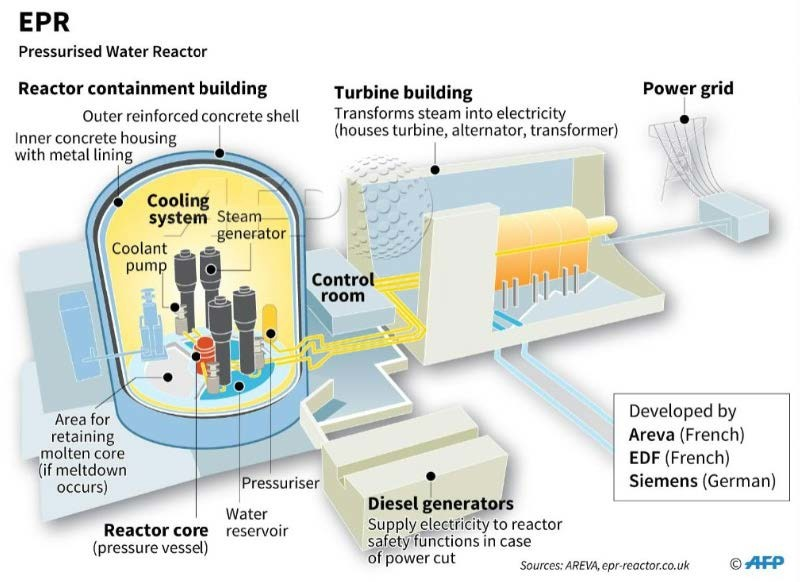 EPR
Pressurised Water Reactor
Reactor containment building
Outer reinforced concrete shell
Inner concrete housing
with metal lining
Cooling
system
Steam
generator
Coolant
pump
Control
room
Turbine building
Transforms steam into electricity
(houses turbine, alternator, transformer)
Power grid
Area for
retaining
molten core
(if meltdown
occurs)
Reactor core
(pressure vessel)
Water
reservoir
Pressuriser
Diesel generators
Supply electricity to reactor
safety functions in case
of power cut
Developed by
Areva (French)
EDF (French)
Siemens (German)
Sources: AREVA, epr-reactor.co.uk
© AFP
AFP